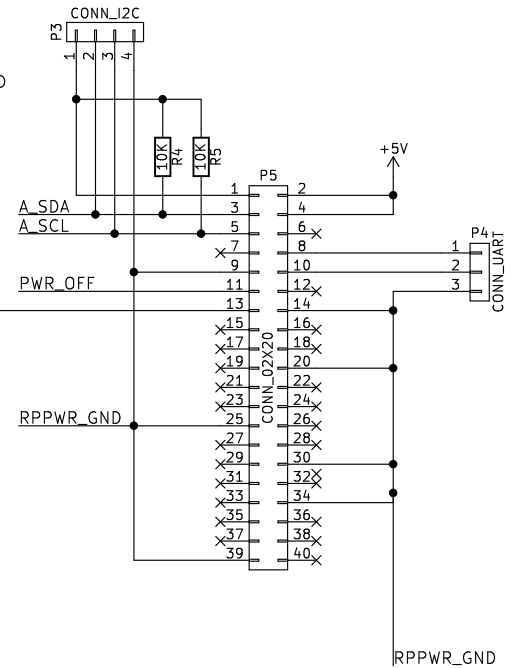 CONN_I2C
P3
1
2
3
4
10K
R4
10K
R5
+5V
P5
1 2
A_SDA 3 4
A_SCL 5 6
P4
7 8 1
9 10 2
PWR_OFF 11 12 3
CONN_UART
13 14
15 16
17 18
19 20
21 22
23 24
RPPWR_GND 25 26
27 28
29 30
31 32
33 34
35 36
37 38
39 40
CONN_02X20
RPPWR_GND